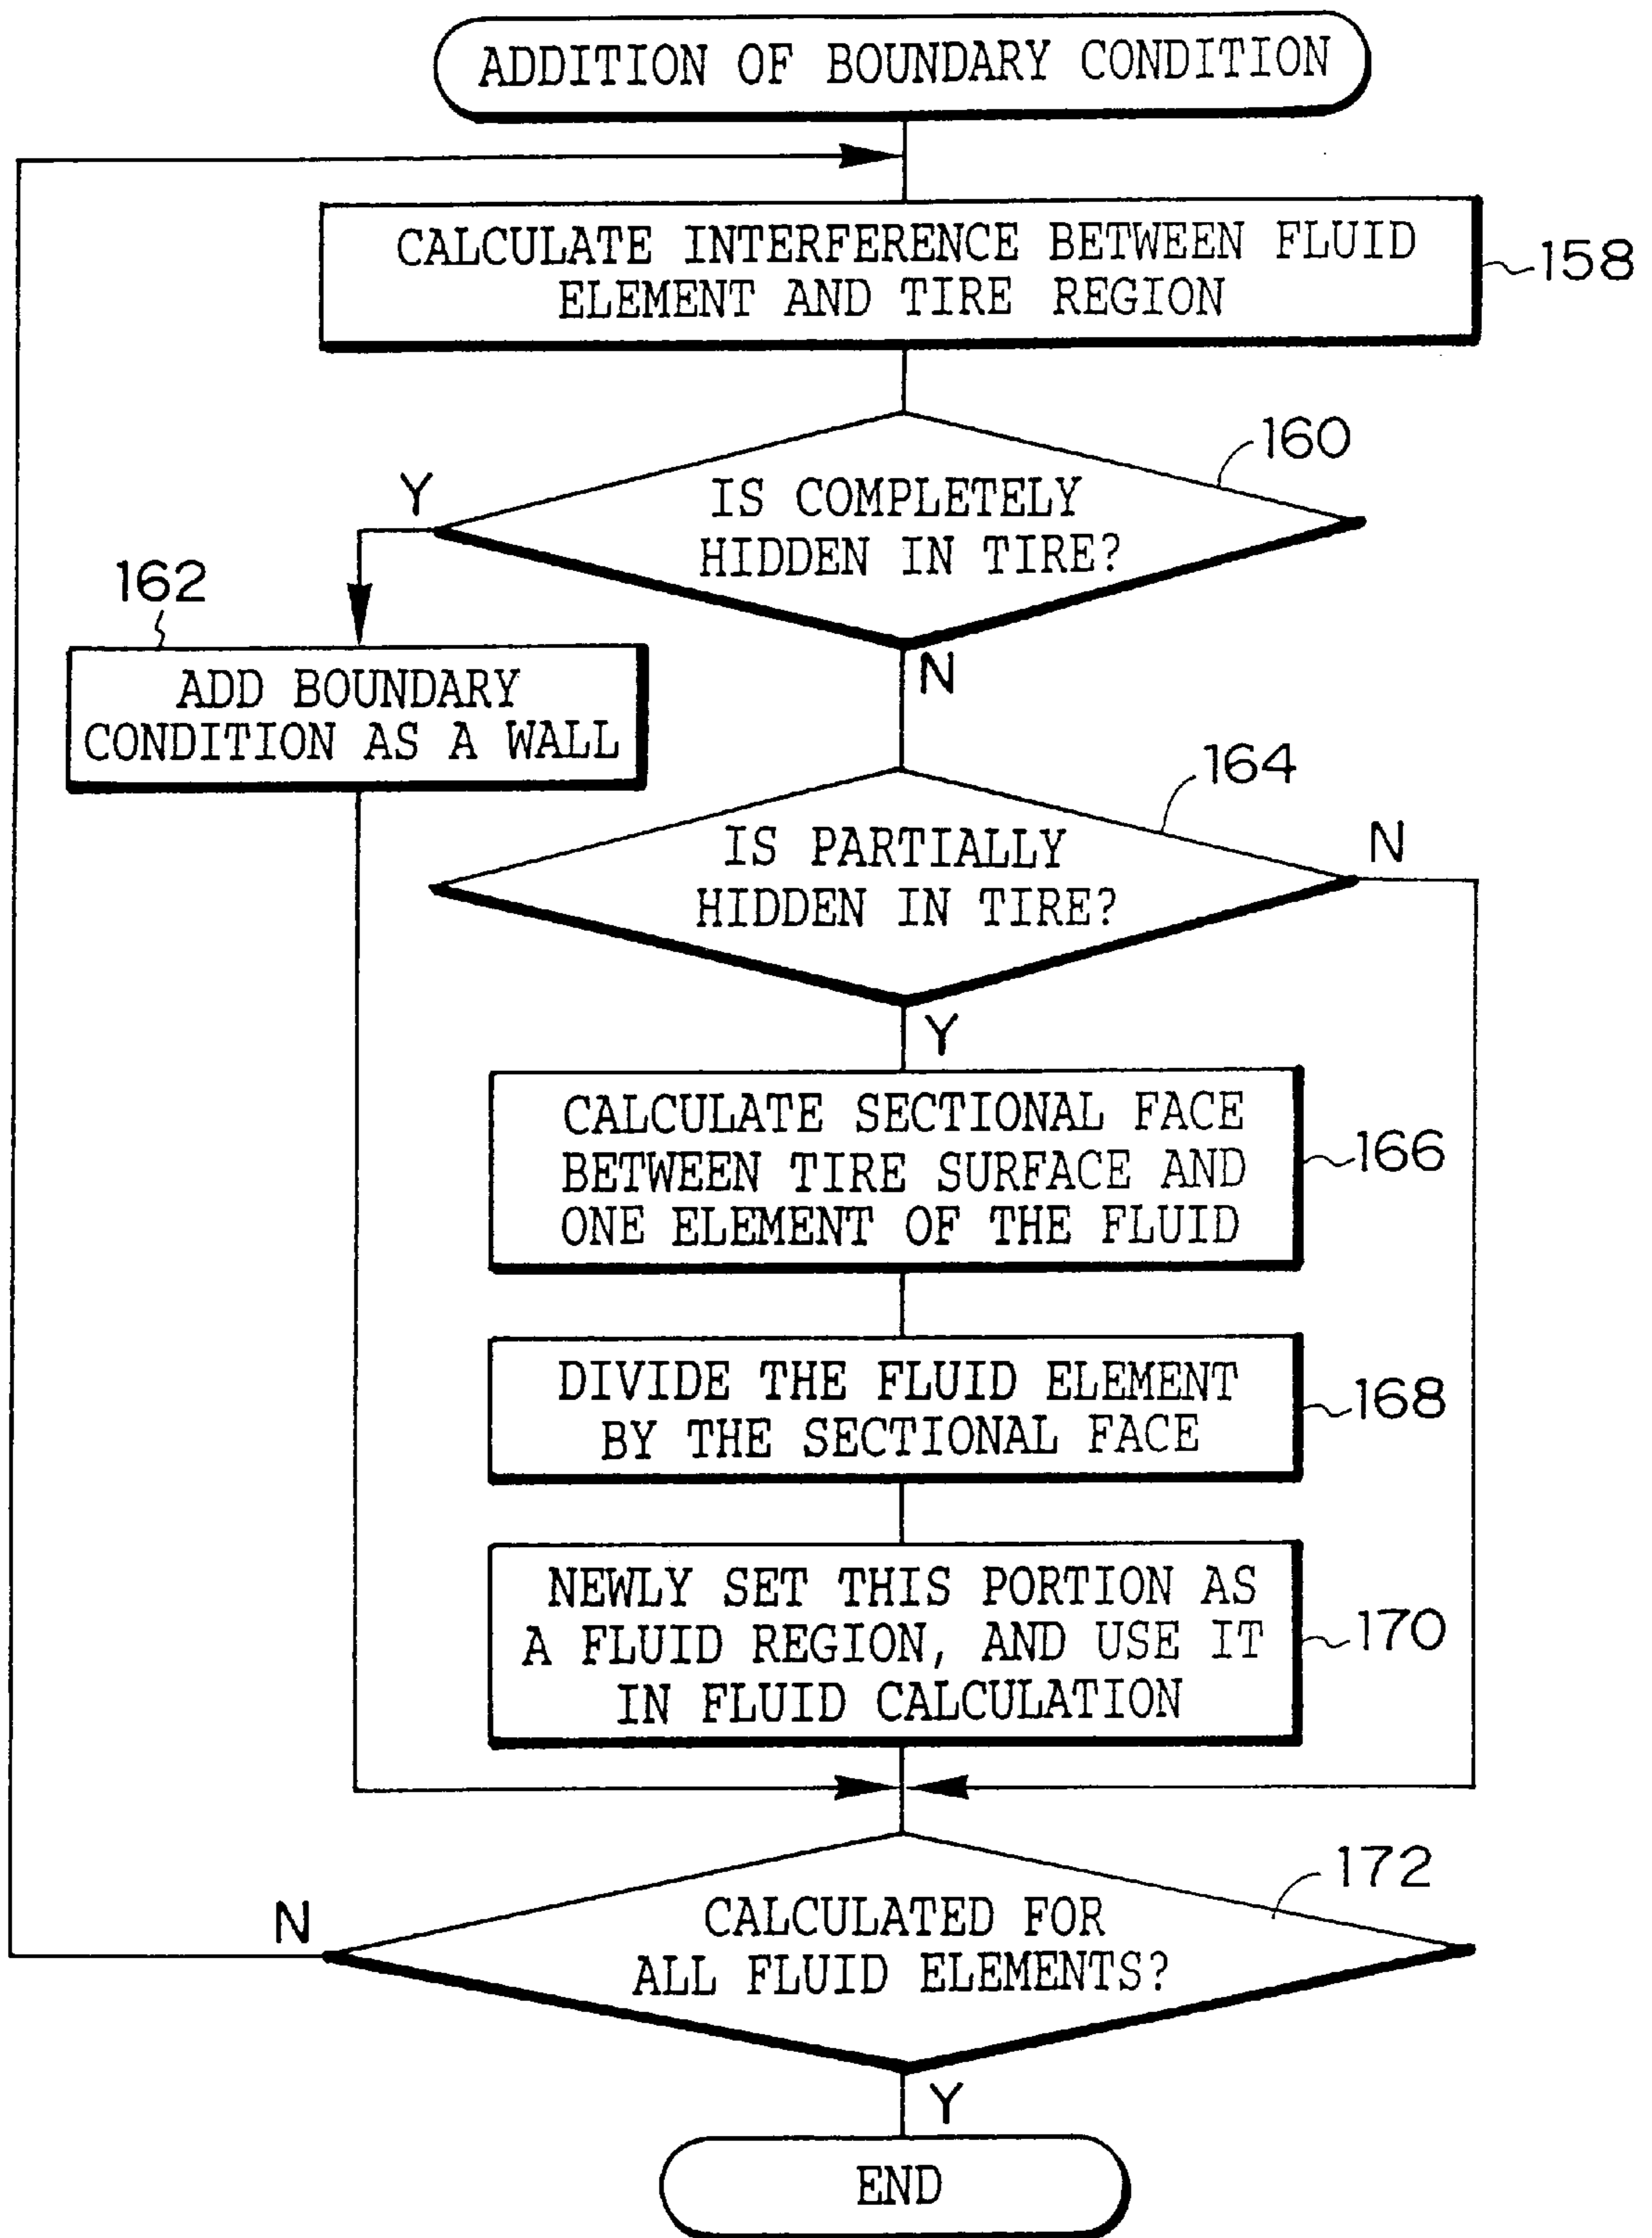 ADDITION OF BOUNDARY CONDITION
CALCULATE INTERFERENCE BETWEEN FLUID
ELEMENT AND TIRE REGION
158
160
IS COMPLETELY
HIDDEN IN TIRE?
Y
N
162
ADD BOUNDARY
CONDITION AS A WALL
164
IS PARTIALLY
HIDDEN IN TIRE?
N
Y
CALCULATE SECTIONAL FACE
BETWEEN TIRE SURFACE AND
ONE ELEMENT OF THE FLUID
166
DIVIDE THE FLUID ELEMENT
BY THE SECTIONAL FACE
168
NEWLY SET THIS PORTION AS
A FLUID REGION, AND USE IT
IN FLUID CALCULATION
170
172
N
CALCULATED FOR
ALL FLUID ELEMENTS?
Y
END